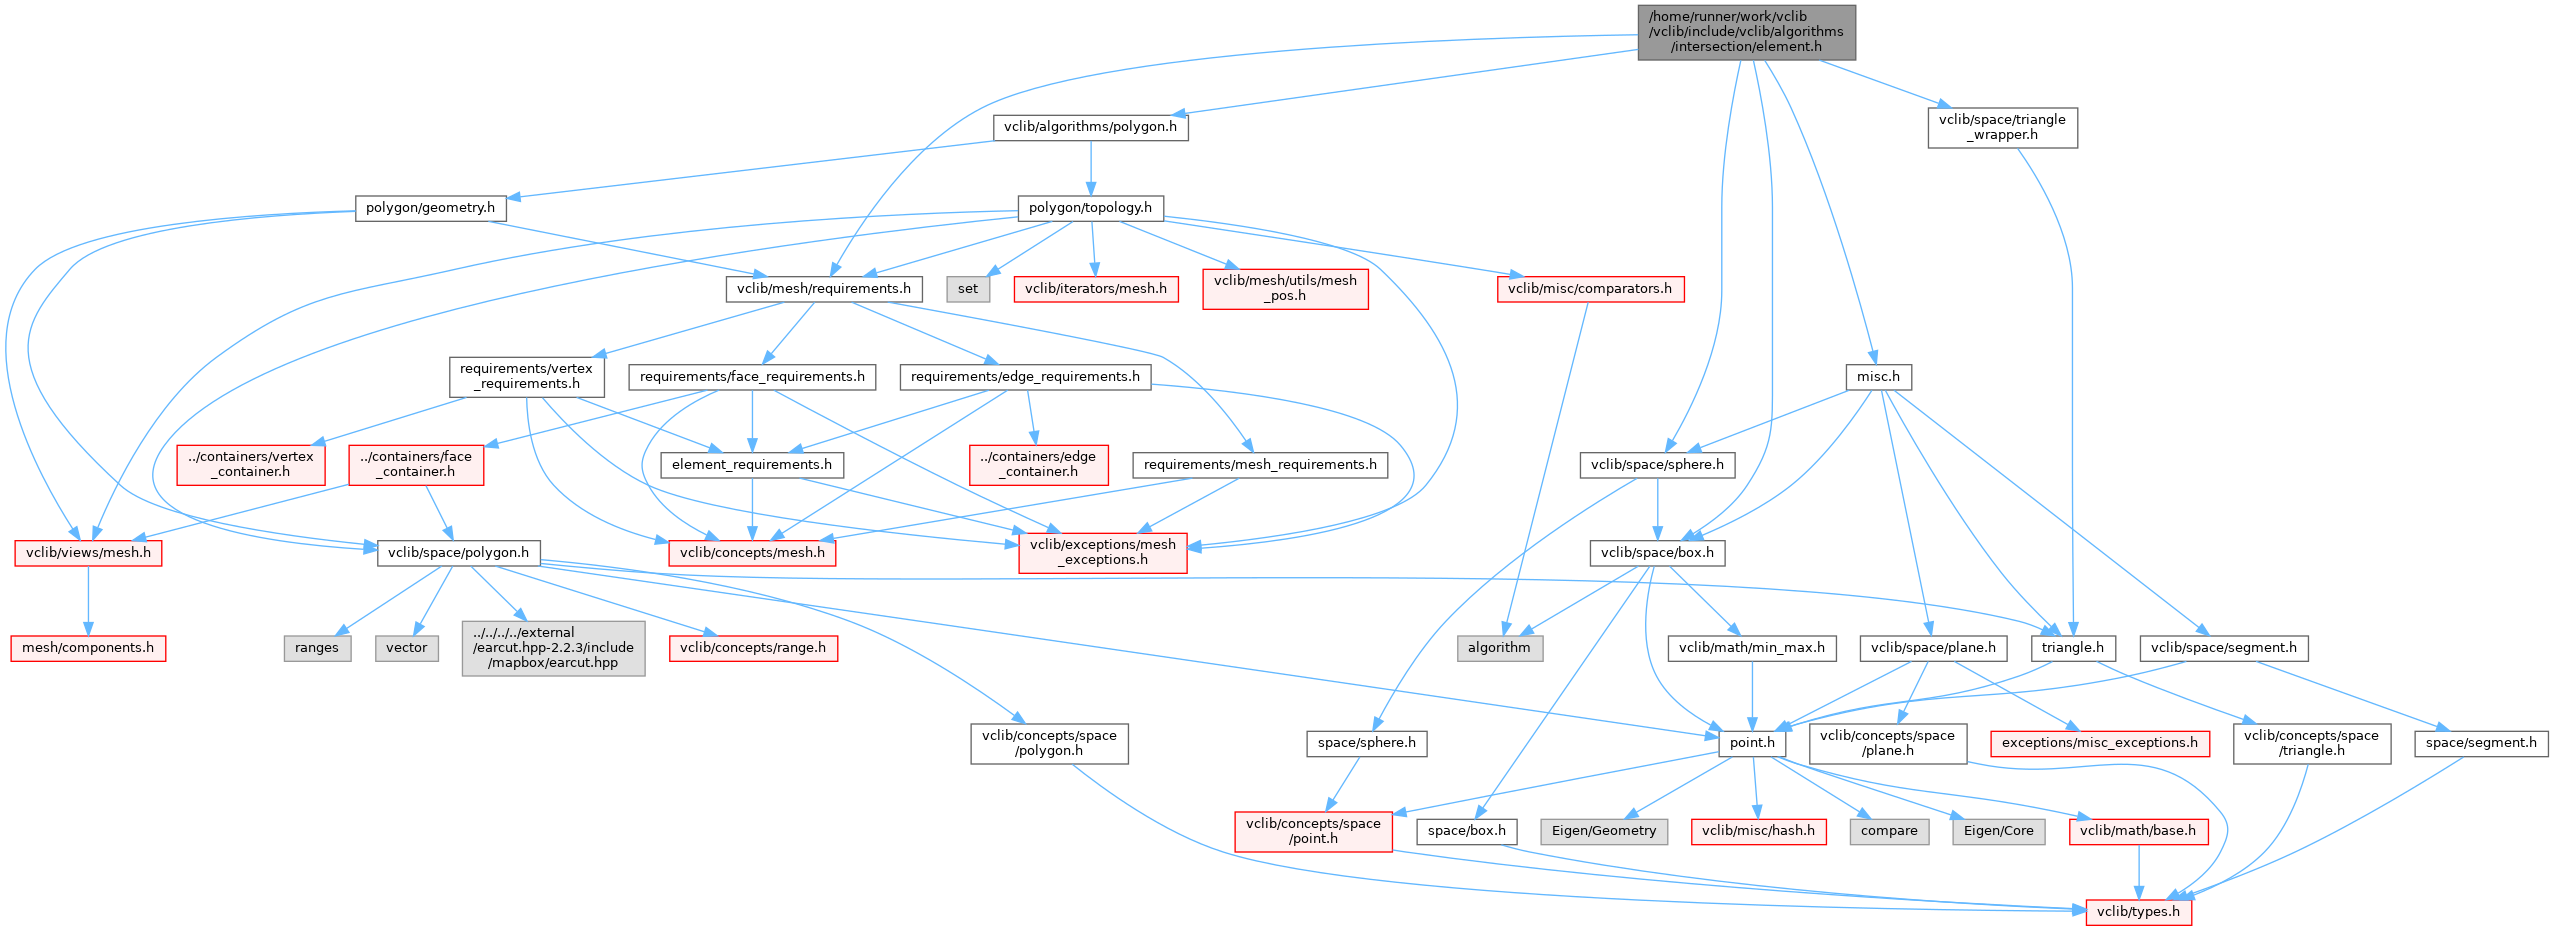 /home/runner/work/vclib
/vclib/include/vclib/algorithms
/intersection/element.h
vclib/algorithms/polygon.h
vclib/space/triangle
_wrapper.h
polygon/geometry.h
polygon/topology.h
vclib/mesh/requirements.h
set
vclib/iterators/mesh.h
vclib/mesh/utils/mesh
_pos.h
vclib/misc/comparators.h
requirements/vertex
_requirements.h
requirements/face_requirements.h
requirements/edge_requirements.h
misc.h
../containers/vertex
_container.h
../containers/face
_container.h
element_requirements.h
../containers/edge
_container.h
requirements/mesh_requirements.h
vclib/space/sphere.h
vclib/views/mesh.h
vclib/space/polygon.h
vclib/concepts/mesh.h
vclib/exceptions/mesh
_exceptions.h
vclib/space/box.h
mesh/components.h
ranges
vector
../../../../external
/earcut.hpp-2.2.3/include
/mapbox/earcut.hpp
vclib/concepts/range.h
algorithm
vclib/math/min_max.h
vclib/space/plane.h
triangle.h
vclib/space/segment.h
vclib/concepts/space
/polygon.h
space/sphere.h
point.h
vclib/concepts/space
/plane.h
exceptions/misc_exceptions.h
vclib/concepts/space
/triangle.h
space/segment.h
vclib/concepts/space
/point.h
space/box.h
Eigen/Geometry
vclib/misc/hash.h
compare
Eigen/Core
vclib/math/base.h
vclib/types.h